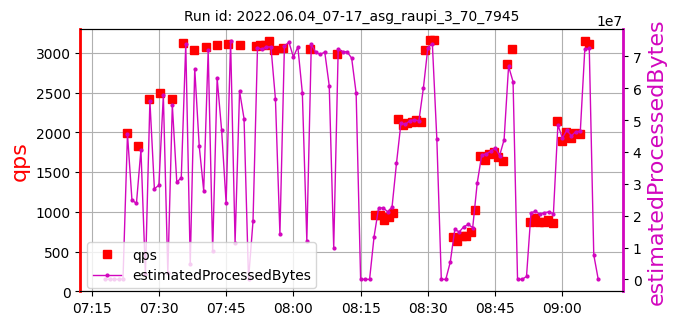 Run id: 2022.06.04_07-17_asg_raupi_3_70_7945
1e7
3000
2500
2000
1500
1000
500
0
qps
7
6
5
4
3
2
1
0
estimatedProcessedBytes
qps
estimatedProcessedBytes
07:15 07:30 07:45 08:00 08:15 08:30 08:45 09:00